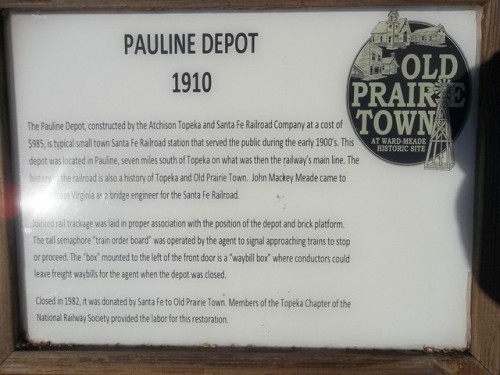 PAULINE DEPOT
1910
OLD
PRAIRIE
TOWN
AT WARD-MEADE
HISTORIC SITE
The Pauline Depot, constructed by the Atchison Topeka and Santa Fe Railroad Company at a cost of
$985, is typical small town Santa Fe Railroad station that served the public during the early 1900's. This
depot was located in Pauline, seven miles south of Topeka on what was then the railway's main line. The
history of the railroad is also a history of Topeka and Old Prairie Town. John Mackey Meade came to
Virginia as a bridge engineer for the Santa Fe Railroad.
Jointed rail trackage was laid in proper association with the position of the depot and brick platform.
The tall semaphore "train order board" was operated by the agent to signal approaching trains to stop
or proceed. The "box" mounted to the left of the front door is a "waybill box" where conductors could
leave freight waybills for the agent when the depot was closed.
Closed in 1982, it was donated by Santa Fe to Old Prairie Town. Members of the Topeka Chapter of the
National Railway Society provided the labor for this restoration.